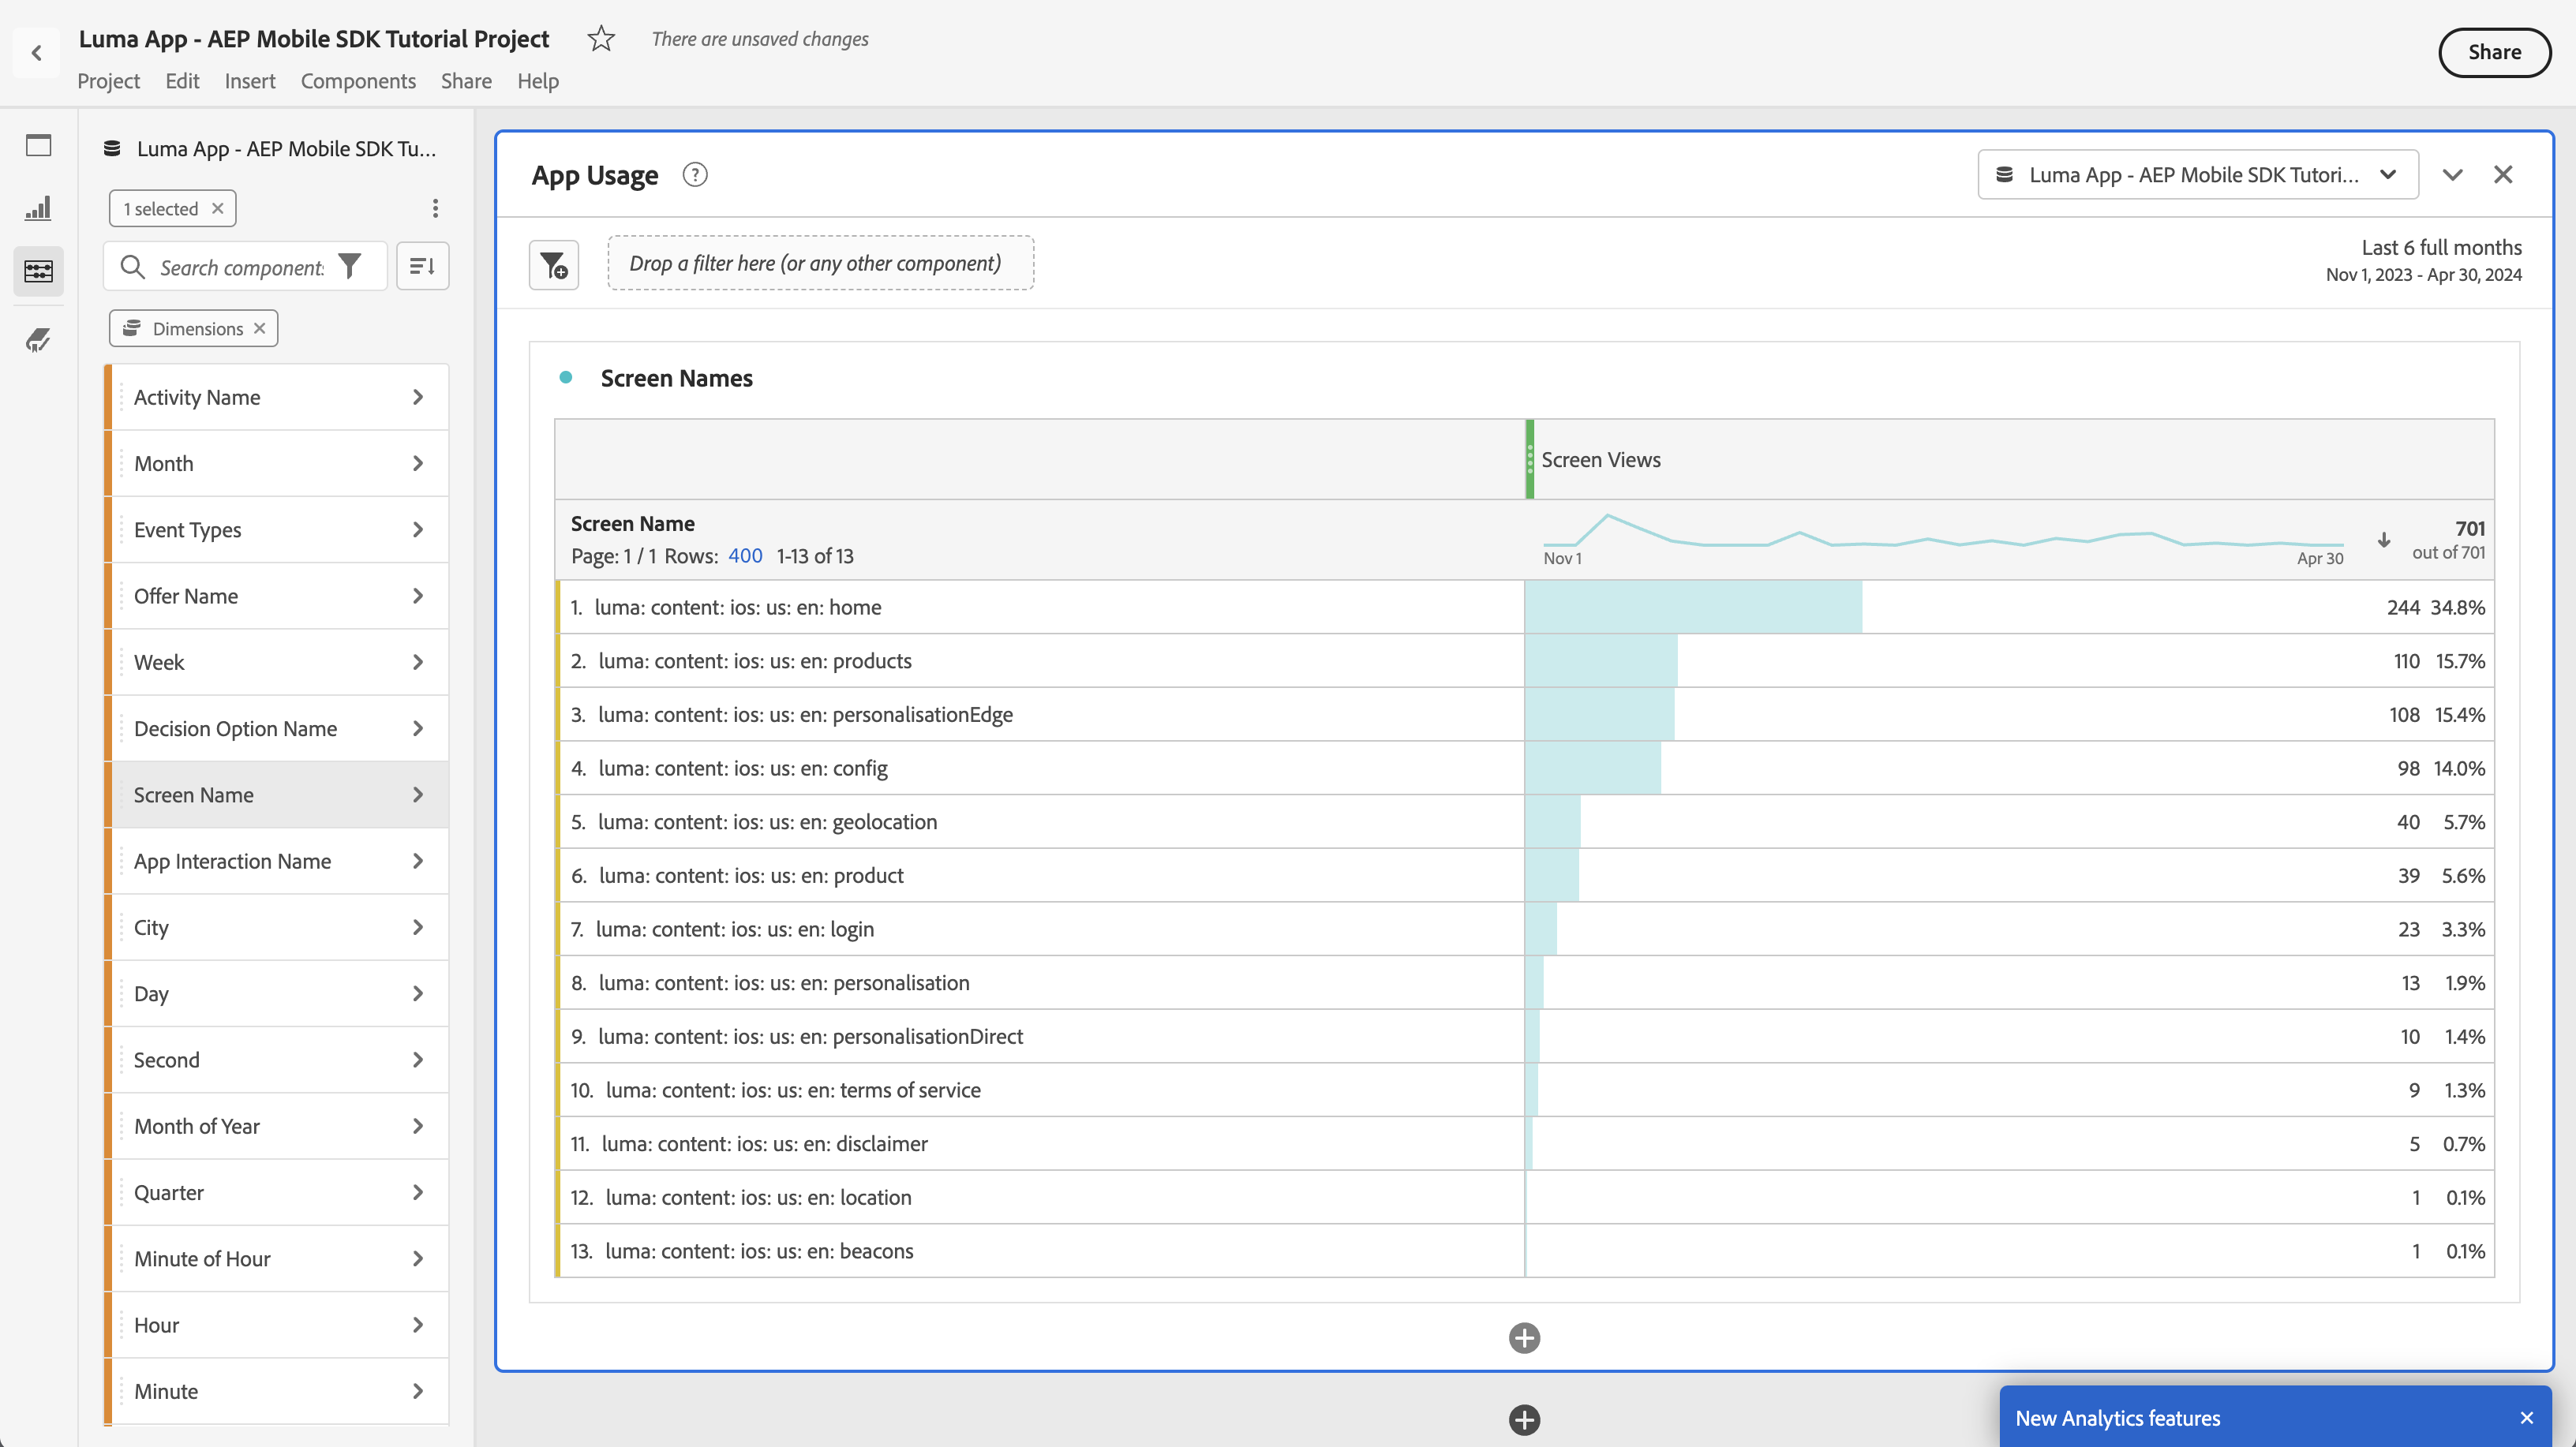 Luma App - AEP Mobile SDK Tutorial Project
There are unsaved changes
Share
Project Edit Insert Components Share Help
Luma App - AEP Mobile SDK Tu...
1 selected
Search component
Dimensions
Activity Name
Month
Event Types
Offer Name
Week
Decision Option Name
Screen Name
App Interaction Name
City
Day
Second
Month of Year
Quarter
Minute of Hour
Hour
Minute
App Usage
Luma App - AEP Mobile SDK Tutori...
Drop a filter here (or any other component)
Last 6 full months
Nov 1, 2023 - Apr 30, 2024
Screen Names
Screen Views
Screen Name
Page: 1 / 1 Rows: 400 1-13 of 13
Nov 1
Apr 30
701
out of 701
1. luma: content: ios: us: en: home 244 34.8%
2. luma: content: ios: us: en: products 110 15.7%
3. luma: content: ios: us: en: personalisationEdge 108 15.4%
4. luma: content: ios: us: en: config 98 14.0%
5. luma: content: ios: us: en: geolocation 40 5.7%
6. luma: content: ios: us: en: product 39 5.6%
7. luma: content: ios: us: en: login 23 3.3%
8. luma: content: ios: us: en: personalisation 13 1.9%
9. luma: content: ios: us: en: personalisationDirect 10 1.4%
10. luma: content: ios: us: en: terms of service 9 1.3%
11. luma: content: ios: us: en: disclaimer 5 0.7%
12. luma: content: ios: us: en: location 1 0.1%
13. luma: content: ios: us: en: beacons 1 0.1%
New Analytics features